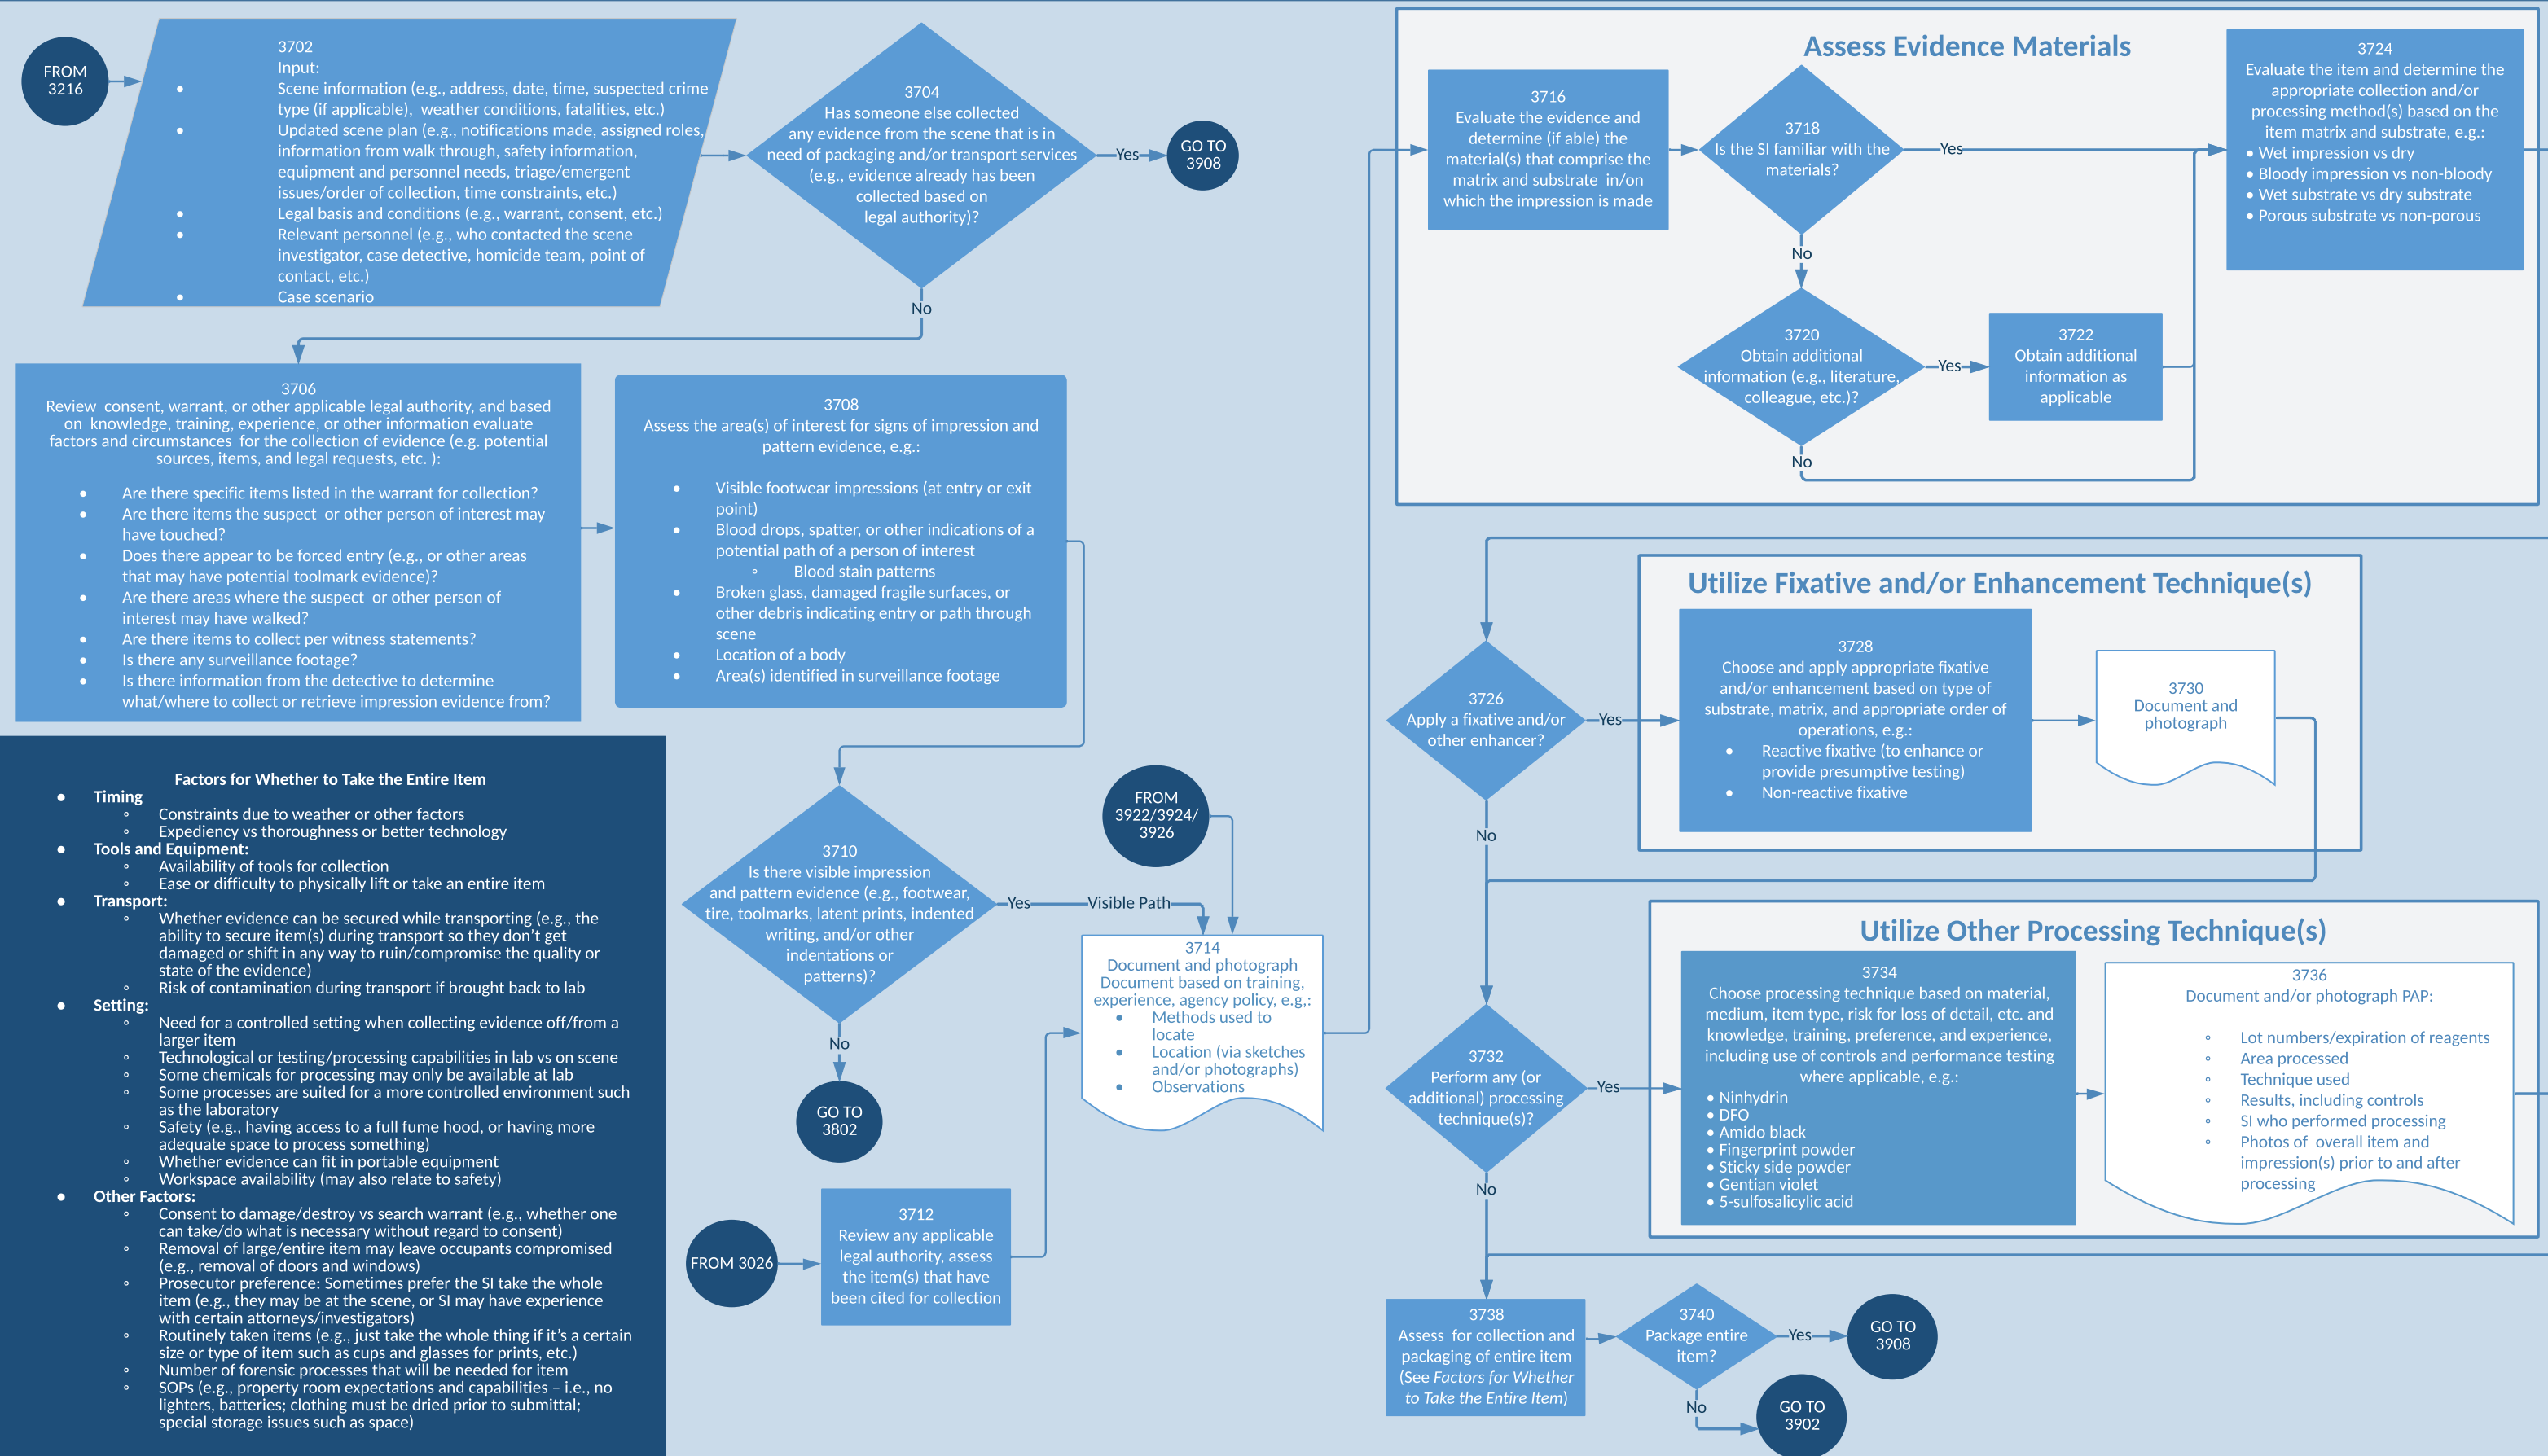 FROM
3216
3702
Input:
● Scene information (e.g., address, date, time, suspected crime
type (if applicable), weather conditions, fatalities, etc.)
● Updated scene plan (e.g., notifications made, assigned roles,
information from walk through, safety information,
equipment and personnel needs, triage/emergent
issues/order of collection, time constraints, etc.)
● Legal basis and conditions (e.g., warrant, consent, etc.)
● Relevant personnel (e.g., who contacted the scene
investigator, case detective, homicide team, point of
contact, etc.)
● Case scenario
3704
Has someone else collected
any evidence from the scene that is in
need of packaging and/or transport services
(e.g., evidence already has been
collected based on
legal authority)?
Yes
GO TO
3908
No
3706
Review consent, warrant, or other applicable legal authority, and based
on knowledge, training, experience, or other information evaluate
factors and circumstances for the collection of evidence (e.g. potential
sources, items, and legal requests, etc. ):
● Are there specific items listed in the warrant for collection?
● Are there items the suspect or other person of interest may
have touched?
● Does there appear to be forced entry (e.g., or other areas
that may have potential toolmark evidence)?
● Are there areas where the suspect or other person of
interest may have walked?
● Are there items to collect per witness statements?
● Is there any surveillance footage?
● Is there information from the detective to determine
what/where to collect or retrieve impression evidence from?
3708
Assess the area(s) of interest for signs of impression and
pattern evidence, e.g.:
● Visible footwear impressions (at entry or exit
point)
● Blood drops, spatter, or other indications of a
potential path of a person of interest
◦ Blood stain patterns
● Broken glass, damaged fragile surfaces, or
other debris indicating entry or path through
scene
● Location of a body
● Area(s) identified in surveillance footage
Factors for Whether to Take the Entire Item
● Timing
◦ Constraints due to weather or other factors
◦ Expediency vs thoroughness or better technology
● Tools and Equipment:
◦ Availability of tools for collection
◦ Ease or difficulty to physically lift or take an entire item
● Transport:
◦ Whether evidence can be secured while transporting (e.g., the
ability to secure item(s) during transport so they don't get
damaged or shift in any way to ruin/compromise the quality or
state of the evidence)
◦ Risk of contamination during transport if brought back to lab
● Setting:
◦ Need for a controlled setting when collecting evidence off/from a
larger item
◦ Technological or testing/processing capabilities in lab vs on scene
◦ Some chemicals for processing may only be available at lab
◦ Some processes are suited for a more controlled environment such
as the laboratory
◦ Safety (e.g., having access to a full fume hood, or having more
adequate space to process something)
◦ Whether evidence can fit in portable equipment
◦ Workspace availability (may also relate to safety)
● Other Factors:
◦ Consent to damage/destroy vs search warrant (e.g., whether one
can take/do what is necessary without regard to consent)
◦ Removal of large/entire item may leave occupants compromised
(e.g., removal of doors and windows)
◦ Prosecutor preference: Sometimes prefer the SI take the whole
item (e.g., they may be at the scene, or SI may have experience
with certain attorneys/investigators)
◦ Routinely taken items (e.g., just take the whole thing if it's a certain
size or type of item such as cups and glasses for prints, etc.)
◦ Number of forensic processes that will be needed for item
◦ SOPs (e.g., property room expectations and capabilities – i.e., no
lighters, batteries; clothing must be dried prior to submittal;
special storage issues such as space)
3710
Is there visible impression
and pattern evidence (e.g., footwear,
tire, toolmarks, latent prints, indented
writing, and/or other
indentations or
patterns)?
Yes
Visible Path
No
GO TO
3802
FROM
3922/3924/
3926
FROM 3026
3712
Review any applicable
legal authority, assess
the item(s) that have
been cited for collection
3714
Document and photograph
Document based on training,
experience, agency policy, e.g,:
● Methods used to
locate
● Location (via sketches
and/or photographs)
● Observations
Assess Evidence Materials
3716
Evaluate the evidence and
determine (if able) the
material(s) that comprise the
matrix and substrate in/on
which the impression is made
3718
Is the SI familiar with the
materials?
Yes
No
3720
Obtain additional
information (e.g., literature,
colleague, etc.)?
Yes
No
3722
Obtain additional
information as
applicable
3724
Evaluate the item and determine the
appropriate collection and/or
processing method(s) based on the
item matrix and substrate, e.g.:
● Wet impression vs dry
● Bloody impression vs non-bloody
● Wet substrate vs dry substrate
● Porous substrate vs non-porous
3726
Apply a fixative and/or
other enhancer?
Yes
No
Utilize Fixative and/or Enhancement Technique(s)
3728
Choose and apply appropriate fixative
and/or enhancement based on type of
substrate, matrix, and appropriate order of
operations, e.g.:
● Reactive fixative (to enhance or
provide presumptive testing)
● Non-reactive fixative
3730
Document and
photograph
3732
Perform any (or
additional) processing
technique(s)?
Yes
No
Utilize Other Processing Technique(s)
3734
Choose processing technique based on material,
medium, item type, risk for loss of detail, etc. and
knowledge, training, preference, and experience,
including use of controls and performance testing
where applicable, e.g.:
● Ninhydrin
● DFO
● Amido black
● Fingerprint powder
● Sticky side powder
● Gentian violet
● 5-sulfosalicylic acid
3736
Document and/or photograph PAP:
◦ Lot numbers/expiration of reagents
◦ Area processed
◦ Technique used
◦ Results, including controls
◦ SI who performed processing
◦ Photos of overall item and
impression(s) prior to and after
processing
3738
Assess for collection and
packaging of entire item
(See Factors for Whether
to Take the Entire Item)
3740
Package entire
item?
Yes
GO TO
3908
No
GO TO
3902